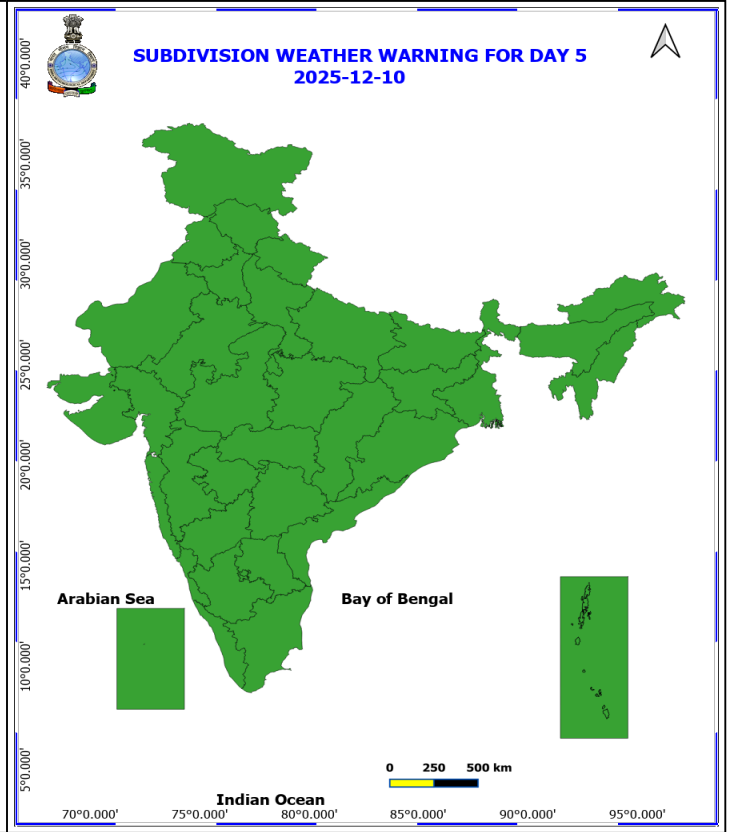 SUBDIVISION WEATHER WARNING FOR DAY 5
2025-12-10
40°0.000'
35°0.000'
30°0.000'
25°0.000'
20°0.000'
15°0.000'
10°0.000'
5°0.000'
Arabian Sea
Bay of Bengal
0 250 500 km
Indian Ocean
70°0.000' 75°0.000' 80°0.000' 85°0.000' 90°0.000' 95°0.000'